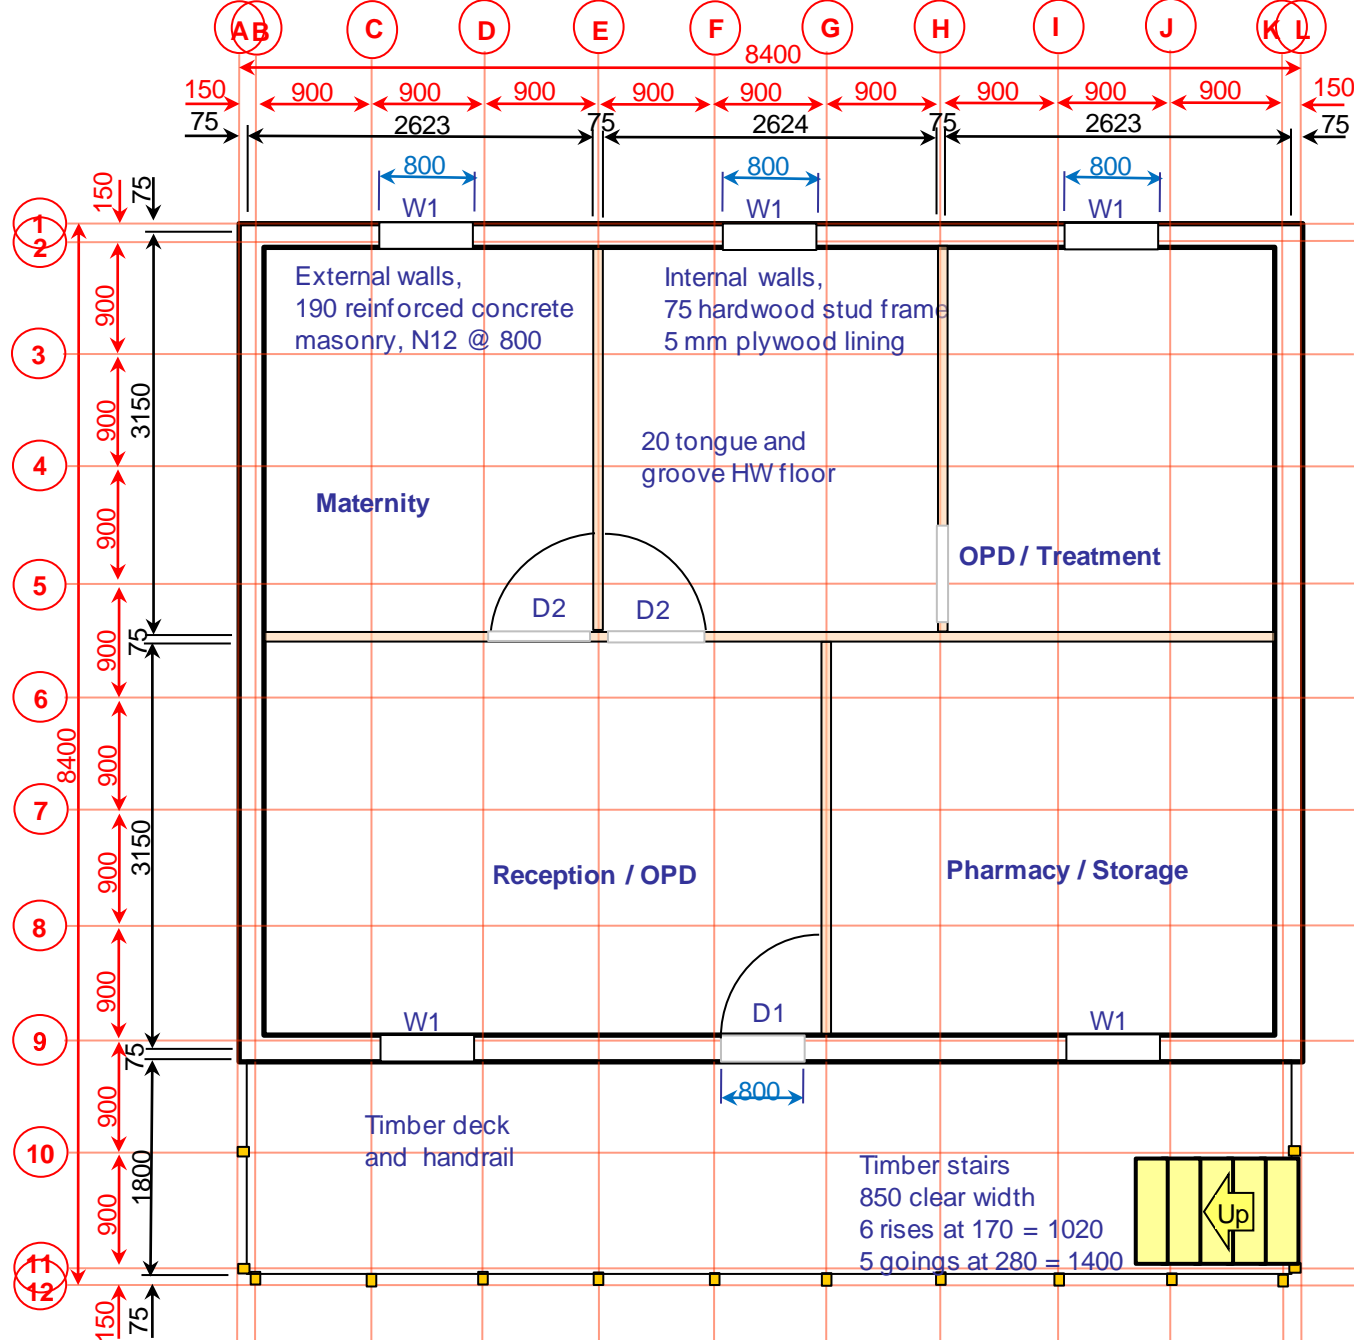 A B C D E F G H I J K L
8400
150 900 900 900 900 900 900 900 900 900 150
75 2623 75 2624 75 2623 75
800 800 800
W1 W1 W1
1
2
3
4
5
6
7
8
9
10
11
12
150
900
900
900
900
900
900
900
900
900
150
8400
75
3150
75
3150
75
1800
75
External walls,
190 reinforced concrete
masonry, N12 @ 800
Internal walls,
75 hardwood stud frame
5 mm plywood lining
20 tongue and
groove HW floor
Maternity
OPD / Treatment
D2 D2
Reception / OPD
Pharmacy / Storage
W1 D1 W1
800
Timber deck
and handrail
Timber stairs
850 clear width
6 rises at 170 = 1020
5 goings at 280 = 1400
Up